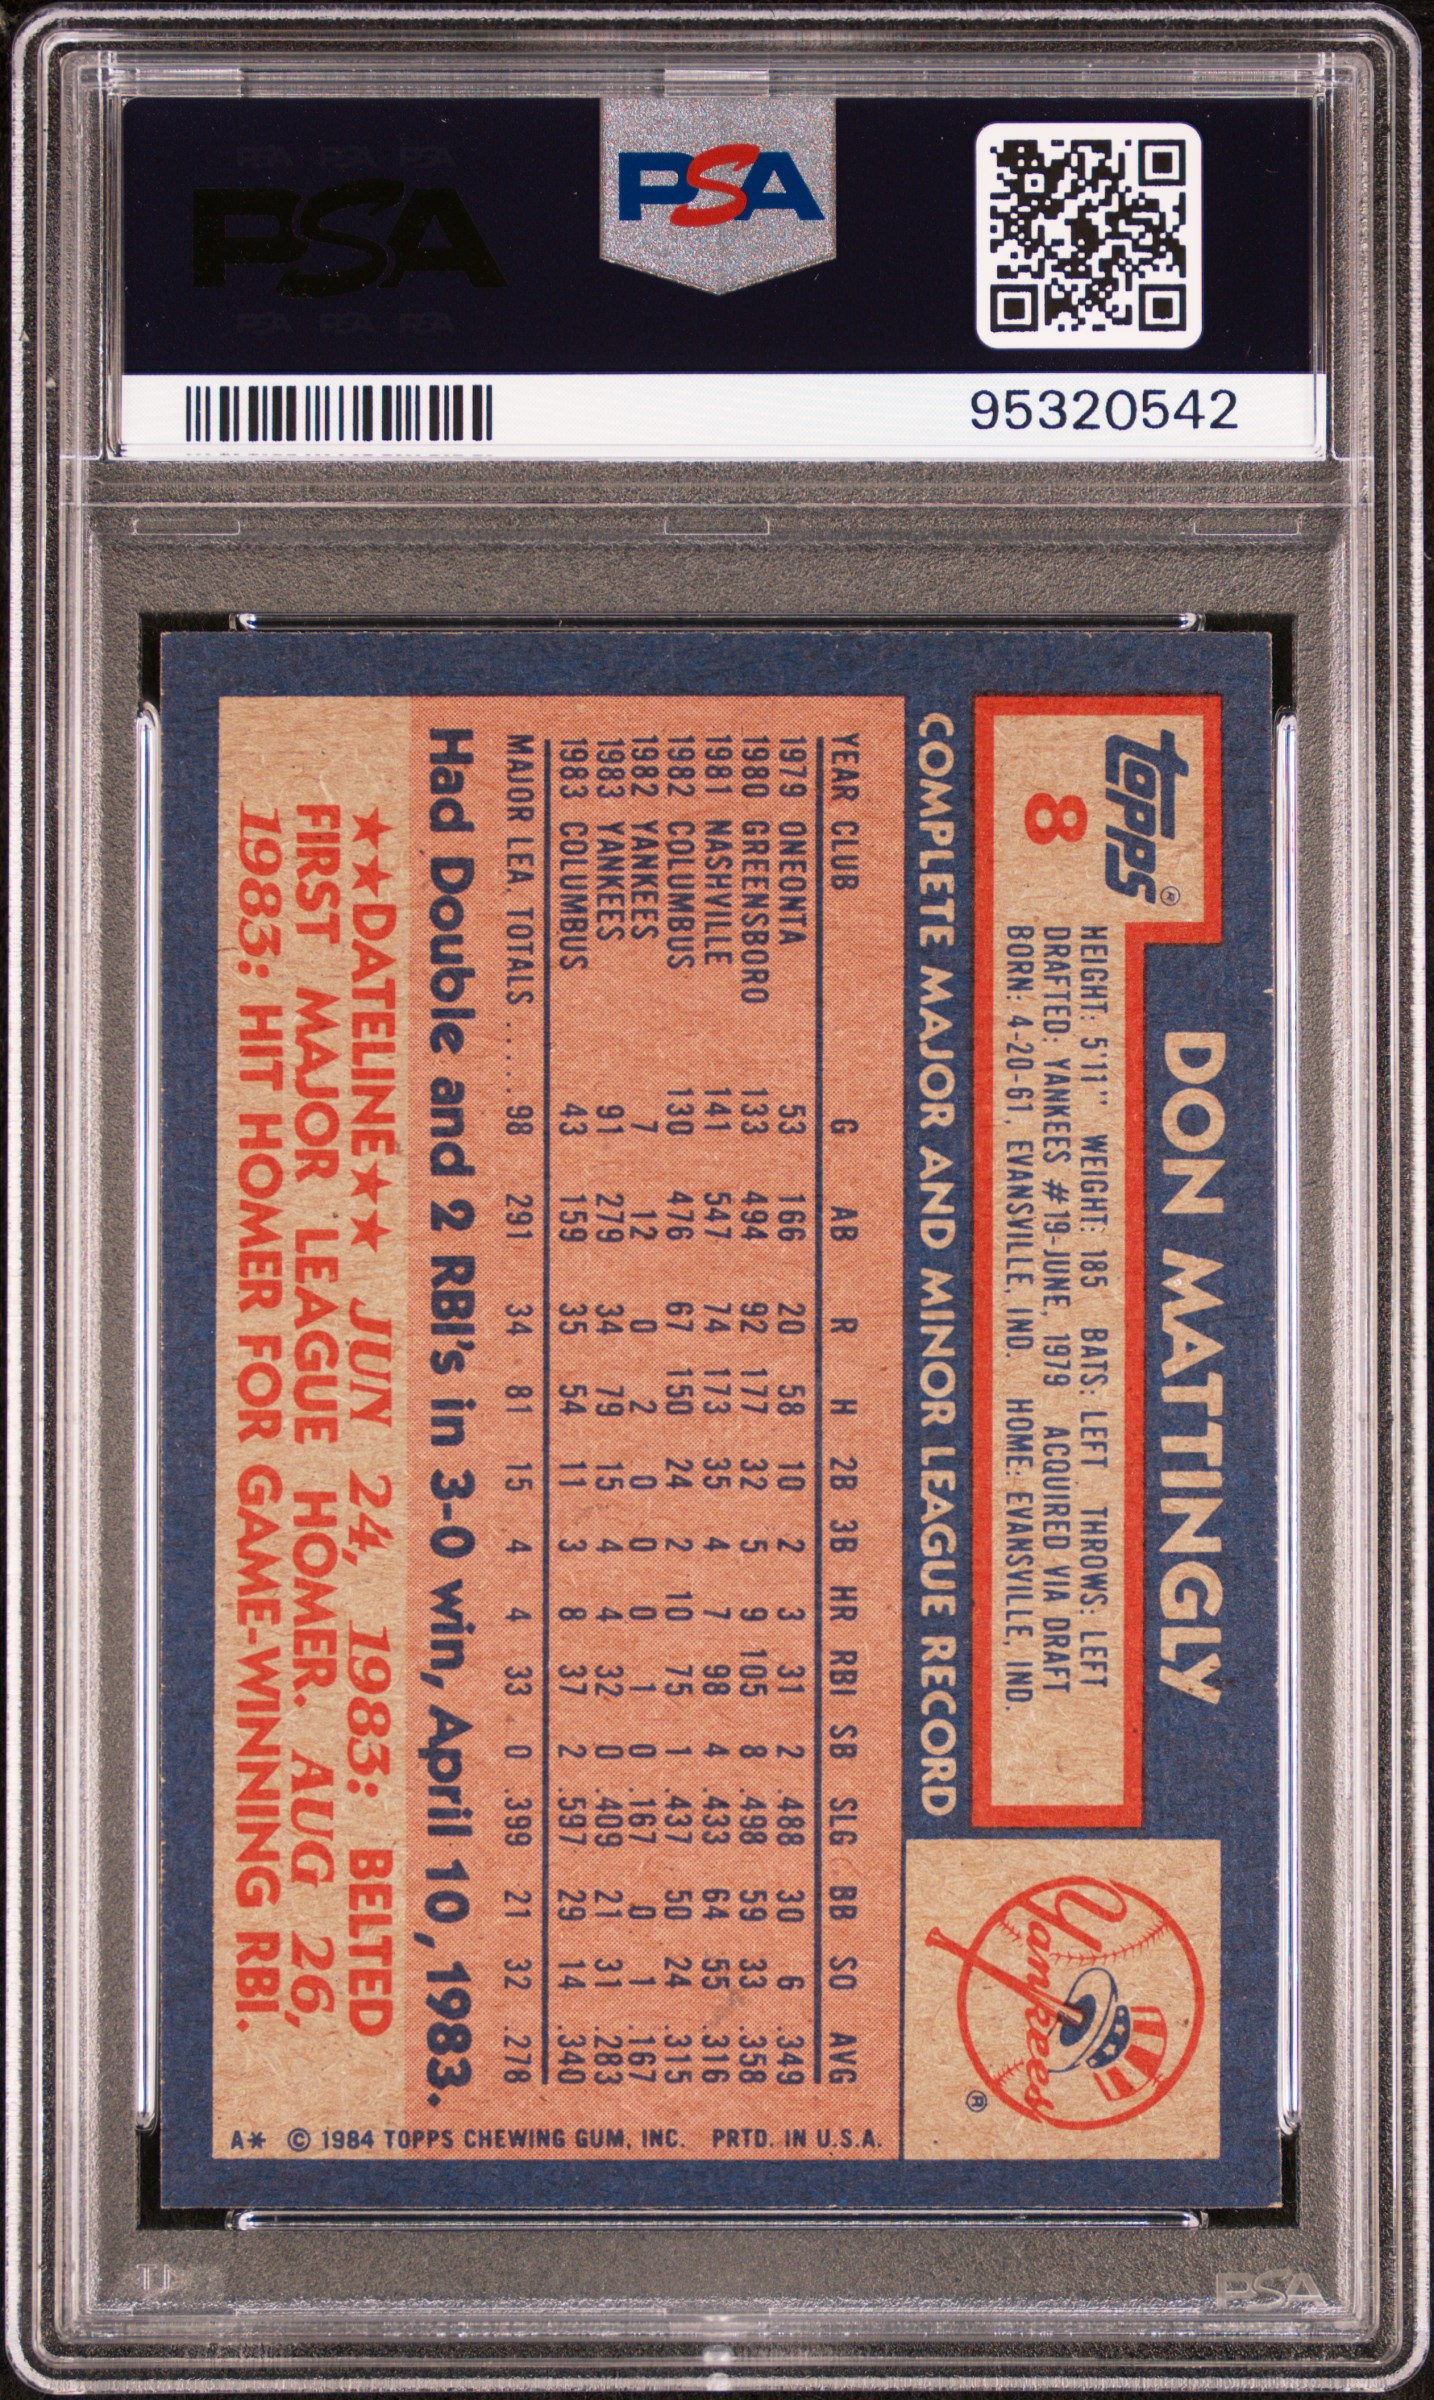 PSA PSA PSA
PSA
PSA PSA PSA
PSA
95320542
Topps®
8
DON MATTINGLY
HEIGHT: 5'11" WEIGHT: 185 BATS: LEFT THROWS: LEFT
DRAFTED: YANKEES #19-JUNE, 1979 ACQUIRED VIA DRAFT
BORN: 4-20-61, EVANSVILLE, IND. HOME: EVANSVILLE, IND.
Yankees ®
COMPLETE MAJOR AND MINOR LEAGUE RECORD
YEAR CLUB G AB R H 2B 3B HR RBI SB SLG BB SO AVG
1979 ONEONTA 53 166 20 58 10 2 3 31 2 .488 30 6 .349
1980 GREENSBORO 133 494 92 177 32 5 9 105 8 .498 59 33 .358
1981 NASHVILLE 141 547 74 173 35 4 7 98 4 .433 64 55 .316
1982 COLUMBUS 130 476 67 150 24 2 10 75 1 .437 50 24 .315
1982 YANKEES 7 12 0 2 0 0 0 1 0 .167 0 1 .167
1983 YANKEES 91 279 34 79 15 4 4 32 0 .409 21 31 .283
1983 COLUMBUS 43 159 35 54 11 3 8 37 2 .597 29 14 .340
MAJOR LEA. TOTALS ..... 98 291 34 81 15 4 4 33 0 .399 21 32 .278
Had Double and 2 RBI's in 3-0 win, April 10, 1983.
★★DATELINE★★ JUN 24, 1983: BELTED
FIRST MAJOR LEAGUE HOMER. AUG 26,
1983: HIT HOMER FOR GAME-WINNING RBI.
A* © 1984 TOPPS CHEWING GUM, INC. PRTD. IN U.S.A.
PSA